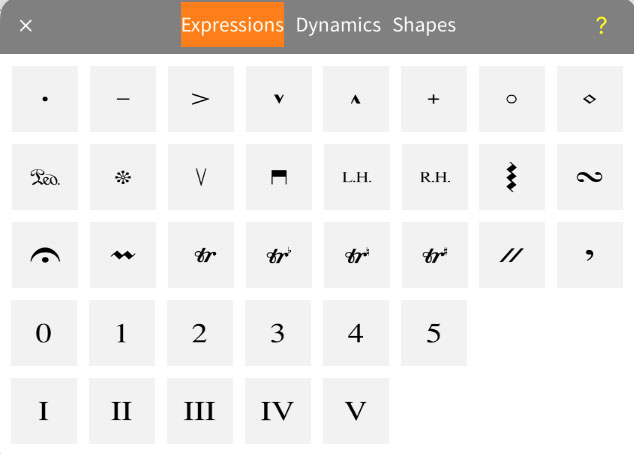 × Expressions Dynamics Shapes ?
Ped. L.H. R.H.
tr tr♭ tr♮ tr♯
0 1 2 3 4 5
I II III IV V